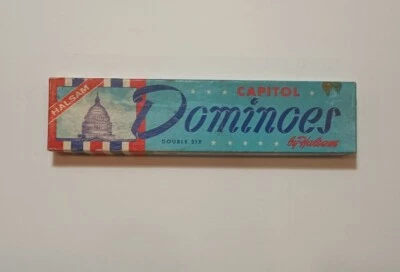 HALSAM
CAPITOL
Dominoes
DOUBLE SIX
by Halsam